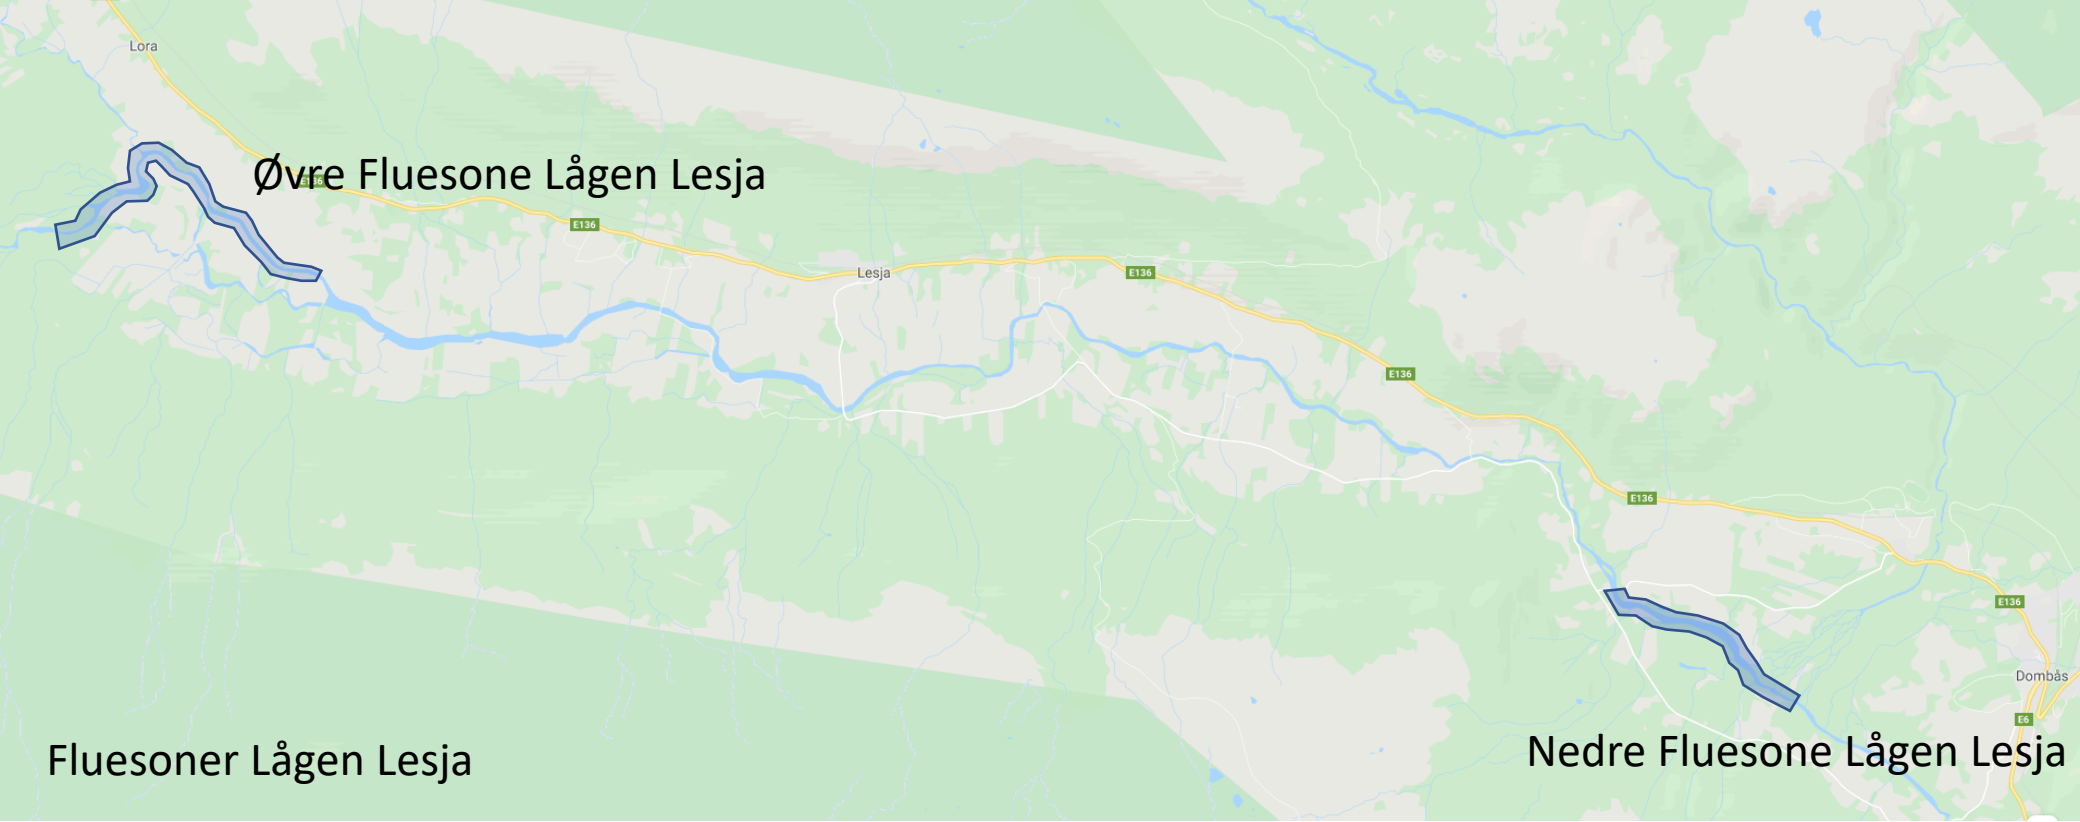 Lora
Øvre Fluesone Lågen Lesja
E136
E136
Lesja
E136
E136
E136
E136
Dombås
E6
Nedre Fluesone Lågen Lesja
Fluesoner Lågen Lesja